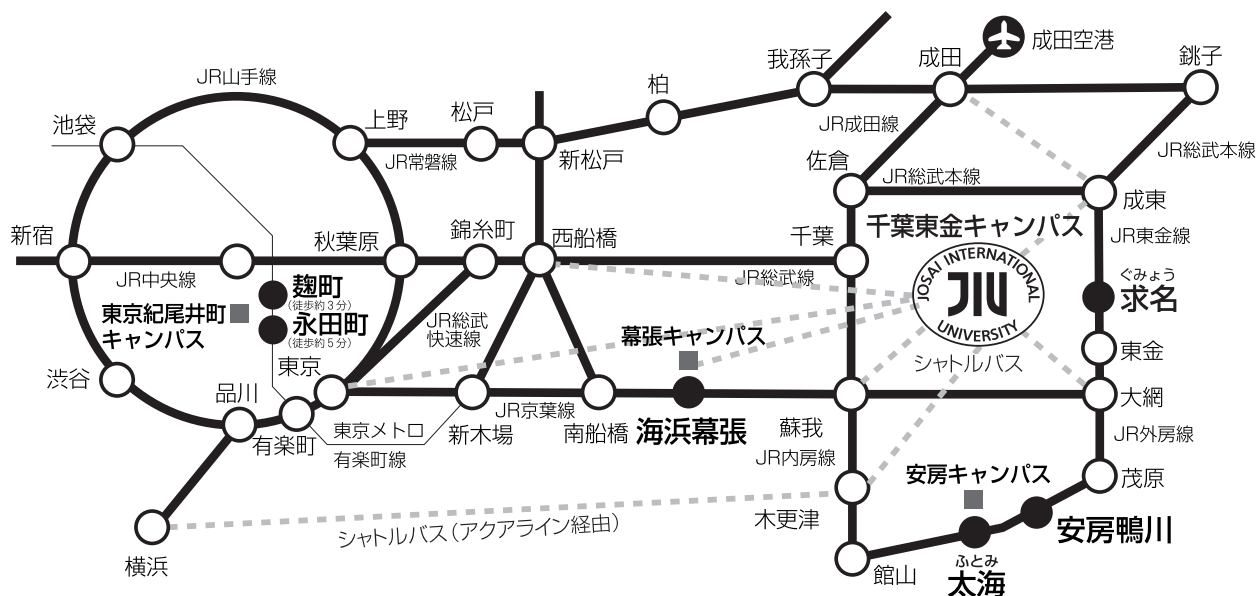 成田空港
成田
銚子
我孫子
柏
JR山手線
池袋
上野
松戸
新松戸
JR常磐線
JR成田線
JR総武本線
佐倉
JR総武本線
成東
千葉東金キャンパス
JR東金線
新宿
秋葉原
錦糸町
西船橋
千葉
JR中央線
JR総武線
JOSAI INTERNATIONAL
JIU
UNIVERSITY
シャトルバス
ぐみょう
求名
麹町
(徒歩約3分)
東京紀尾井町
キャンパス
永田町
(徒歩約5分)
JR総武
快速線
幕張キャンパス
東金
東京
渋谷
品川
有楽町
東京メトロ
有楽町線
新木場
JR京葉線
南船橋
海浜幕張
蘇我
大網
JR外房線
JR内房線
安房キャンパス
茂原
木更津
安房鴨川
横浜
シャトルバス(アクアライン経由)
館山
ふとみ
太海